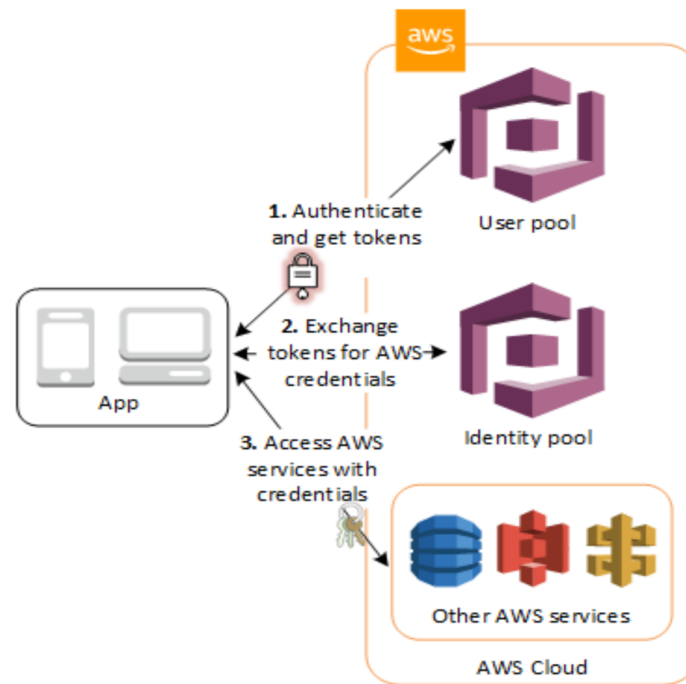 aws
1. Authenticate
and get tokens
User pool
2. Exchange
tokens for AWS
credentials
App
Identity pool
3. Access AWS
services with
credentials
Other AWS services
AWS Cloud